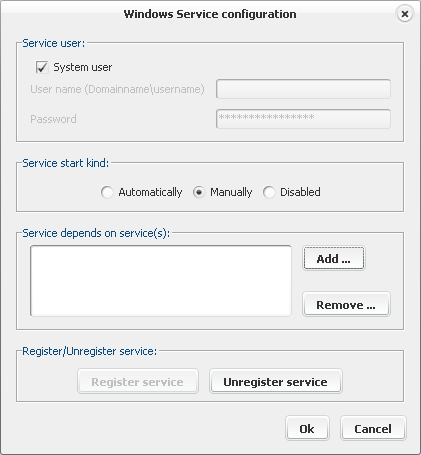 Windows Service configuration
Service user:
System user
User name (Domainname\username)
Password
****************
Service start kind:
Automatically Manually Disabled
Service depends on service(s):
Add ...
Remove ...
Register/Unregister service:
Register service Unregister service
Ok Cancel